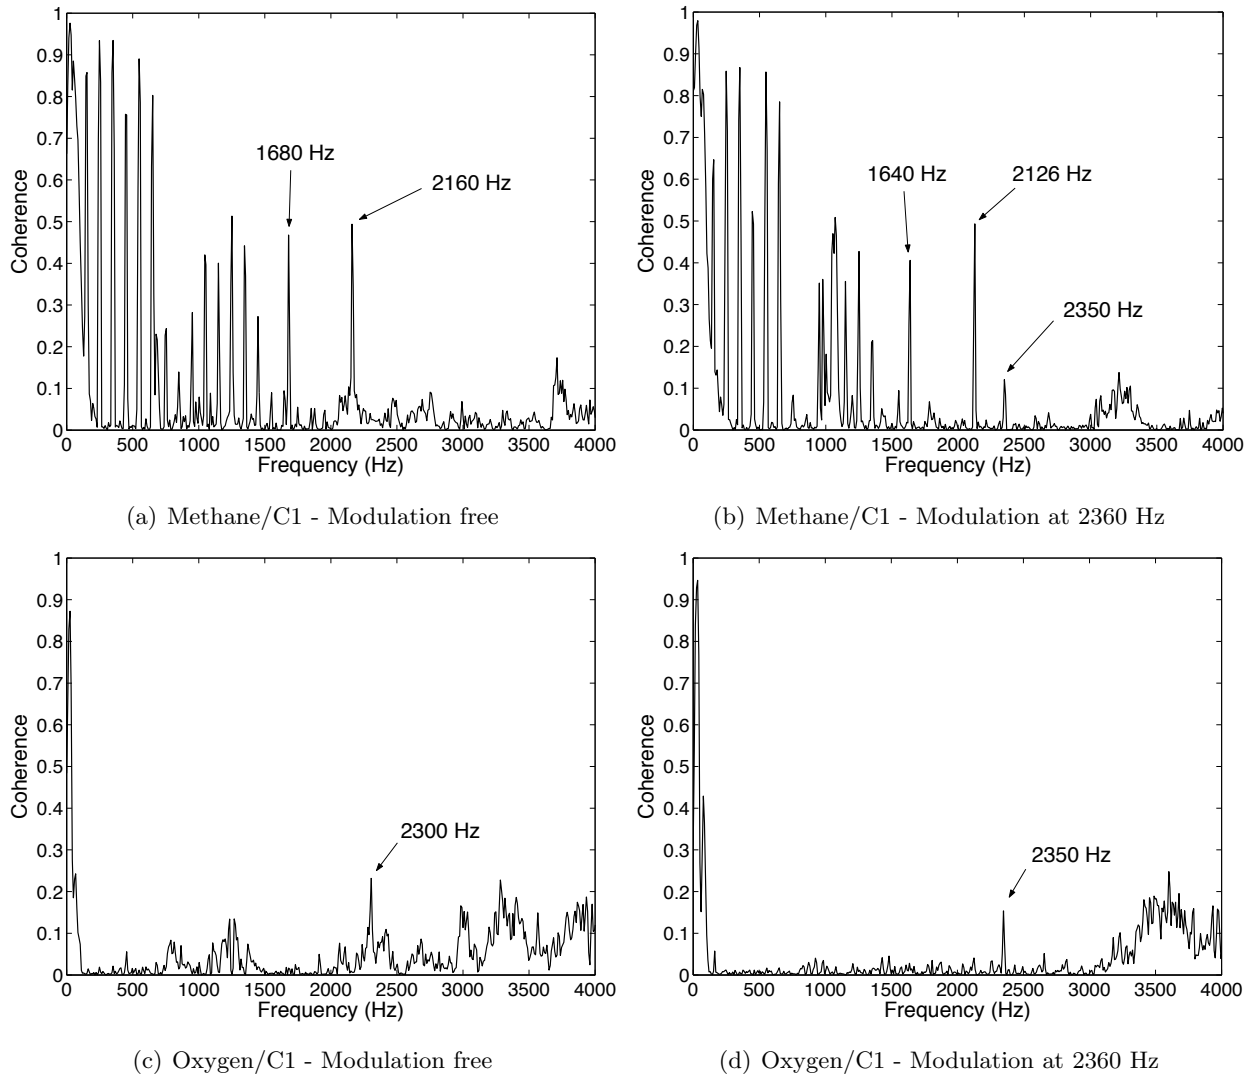 1
0.9
0.8
0.7
0.6
0.5
0.4
0.3
0.2
0.1
0
Coherence
1680 Hz
2160 Hz
0 500 1000 1500 2000 2500 3000 3500 4000
Frequency (Hz)
(a) Methane/C1 - Modulation free
1
0.9
0.8
0.7
0.6
0.5
0.4
0.3
0.2
0.1
0
Coherence
1640 Hz
2126 Hz
2350 Hz
0 500 1000 1500 2000 2500 3000 3500 4000
Frequency (Hz)
(b) Methane/C1 - Modulation at 2360 Hz
1
0.9
0.8
0.7
0.6
0.5
0.4
0.3
0.2
0.1
0
Coherence
2300 Hz
0 500 1000 1500 2000 2500 3000 3500 4000
Frequency (Hz)
(c) Oxygen/C1 - Modulation free
1
0.9
0.8
0.7
0.6
0.5
0.4
0.3
0.2
0.1
0
Coherence
2350 Hz
0 500 1000 1500 2000 2500 3000 3500 4000
Frequency (Hz)
(d) Oxygen/C1 - Modulation at 2360 Hz